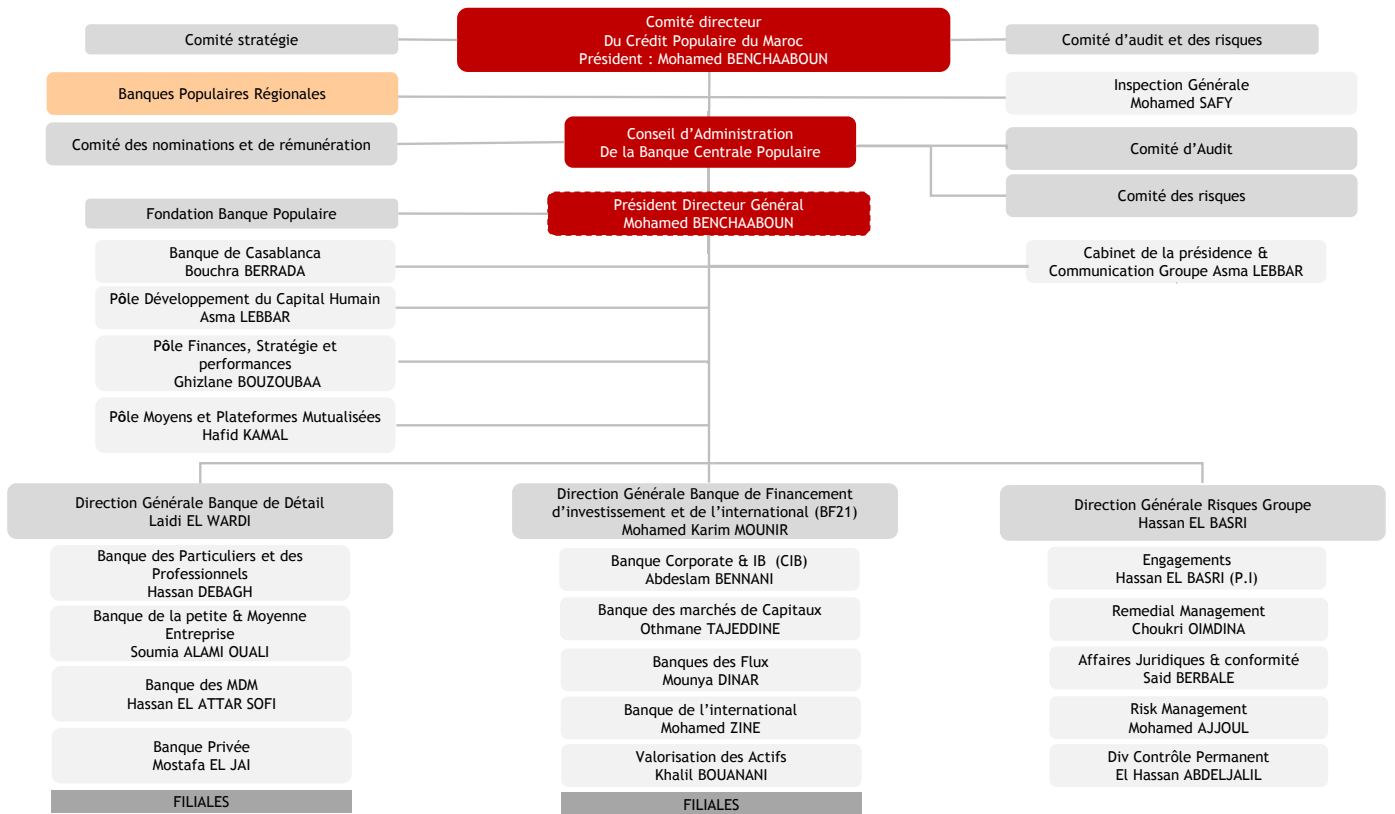 Comité directeur
Du Crédit Populaire du Maroc
Président : Mohamed BENCHAABOUN
Comité stratégie
Comité d'audit et des risques
Banques Populaires Régionales
Inspection Générale
Mohamed SAFY
Comité des nominations et de rémunération
Conseil d'Administration
De la Banque Centrale Populaire
Comité d'Audit
Comité des risques
Fondation Banque Populaire
Président Directeur Général
Mohamed BENCHAABOUN
Banque de Casablanca
Bouchra BERRADA
Cabinet de la présidence &
Communication Groupe Asma LEBBAR
Pôle Développement du Capital Humain
Asma LEBBAR
Pôle Finances, Stratégie et
performances
Ghizlane BOUZOUBAA
Pôle Moyens et Plateformes Mutualisées
Hafid KAMAL
Direction Générale Banque de Détail
Laidi EL WARDI
Banque des Particuliers et des
Professionnels
Hassan DEBAGH
Banque de la petite & Moyenne
Entreprise
Soumia ALAMI OUALI
Banque des MDM
Hassan EL ATTAR SOFI
Banque Privée
Mostafa EL JAI
FILIALES
Direction Générale Banque de Financement
d'investissement et de l'international (BF21)
Mohamed Karim MOUNIR
Banque Corporate & IB (CIB)
Abdeslam BENNANI
Banque des marchés de Capitaux
Othmane TAJEDDINE
Banques des Flux
Mounya DINAR
Banque de l'international
Mohamed ZINE
Valorisation des Actifs
Khalil BOUANANI
FILIALES
Direction Générale Risques Groupe
Hassan EL BASRI
Engagements
Hassan EL BASRI (P.I)
Remedial Management
Choukri OIMDINA
Affaires Juridiques & conformité
Said BERBALE
Risk Management
Mohamed AJJOUL
Div Contrôle Permanent
El Hassan ABDELJALIL